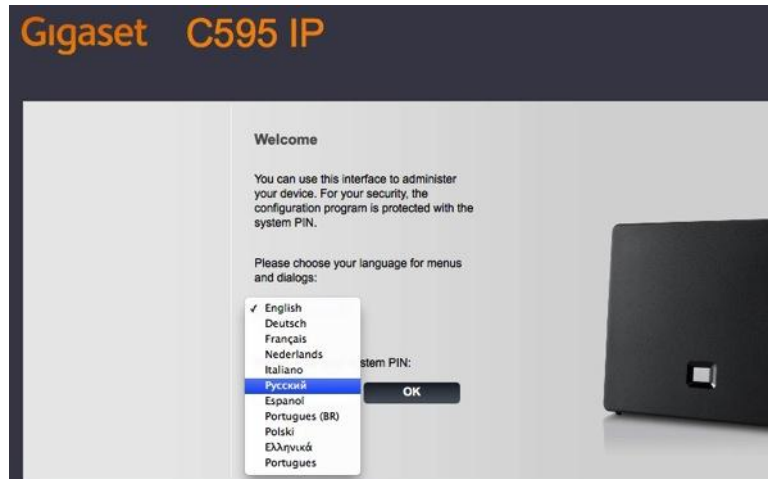 Gigaset C595 IP
Welcome
You can use this interface to administer
your device. For your security, the
configuration program is protected with the
system PIN.
Please choose your language for menus
and dialogs:
✓ English
Deutsch
Français
Nederlands
Italiano
Русский
Espanol
Portugues (BR)
Polski
Ελληνικά
Portugues
stem PIN:
OK